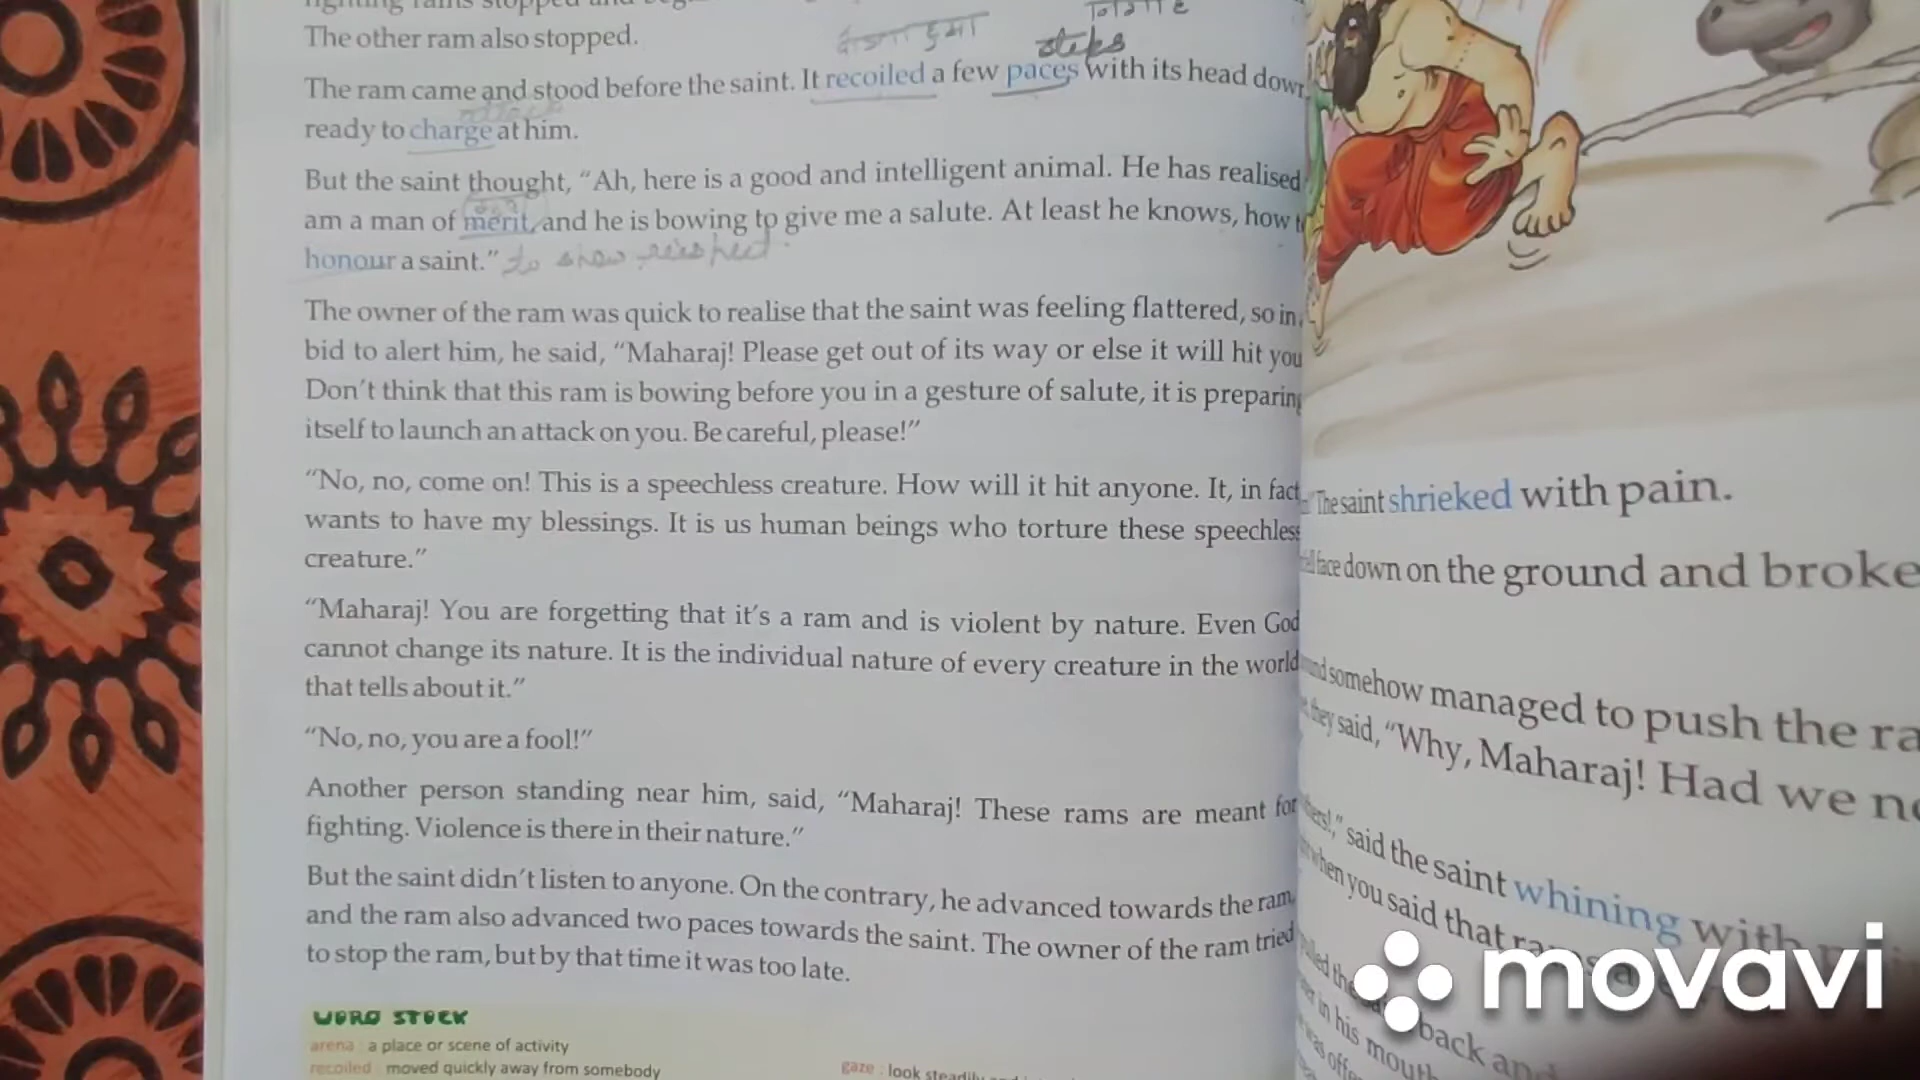 The other ram also stopped.
steps
The ram came and stood before the saint. It recoiled a few paces with its head down
ready to charge at him.
But the saint thought, “Ah, here is a good and intelligent animal. He has realised
am a man of merit, and he is bowing to give me a salute. At least he knows, how
honour a saint.” to show respect
The owner of the ram was quick to realise that the saint was feeling flattered, so in
bid to alert him, he said, “Maharaj! Please get out of its way or else it will hit you
Don’t think that this ram is bowing before you in a gesture of salute, it is preparing
itself to launch an attack on you. Be careful, please!”
“No, no, come on! This is a speechless creature. How will it hit anyone. It, in fact
wants to have my blessings. It is us human beings who torture these speechless
creature.”
“Maharaj! You are forgetting that it’s a ram and is violent by nature. Even God
cannot change its nature. It is the individual nature of every creature in the world
that tells about it.”
“No, no, you are a fool!”
Another person standing near him, said, “Maharaj! These rams are meant for
fighting. Violence is there in their nature.”
But the saint didn’t listen to anyone. On the contrary, he advanced towards the ram,
and the ram also advanced two paces towards the saint. The owner of the ram tried
to stop the ram, but by that time it was too late.
WORD STOCK
arena : a place or scene of activity
recoiled : moved quickly away from somebody
gaze : look steadily
The saint shrieked with pain.
face down on the ground and broke
somehow managed to push the
they said, “Why, Maharaj! Had we
said the saint whining with
when you said that
back and
in his mouth
movavi